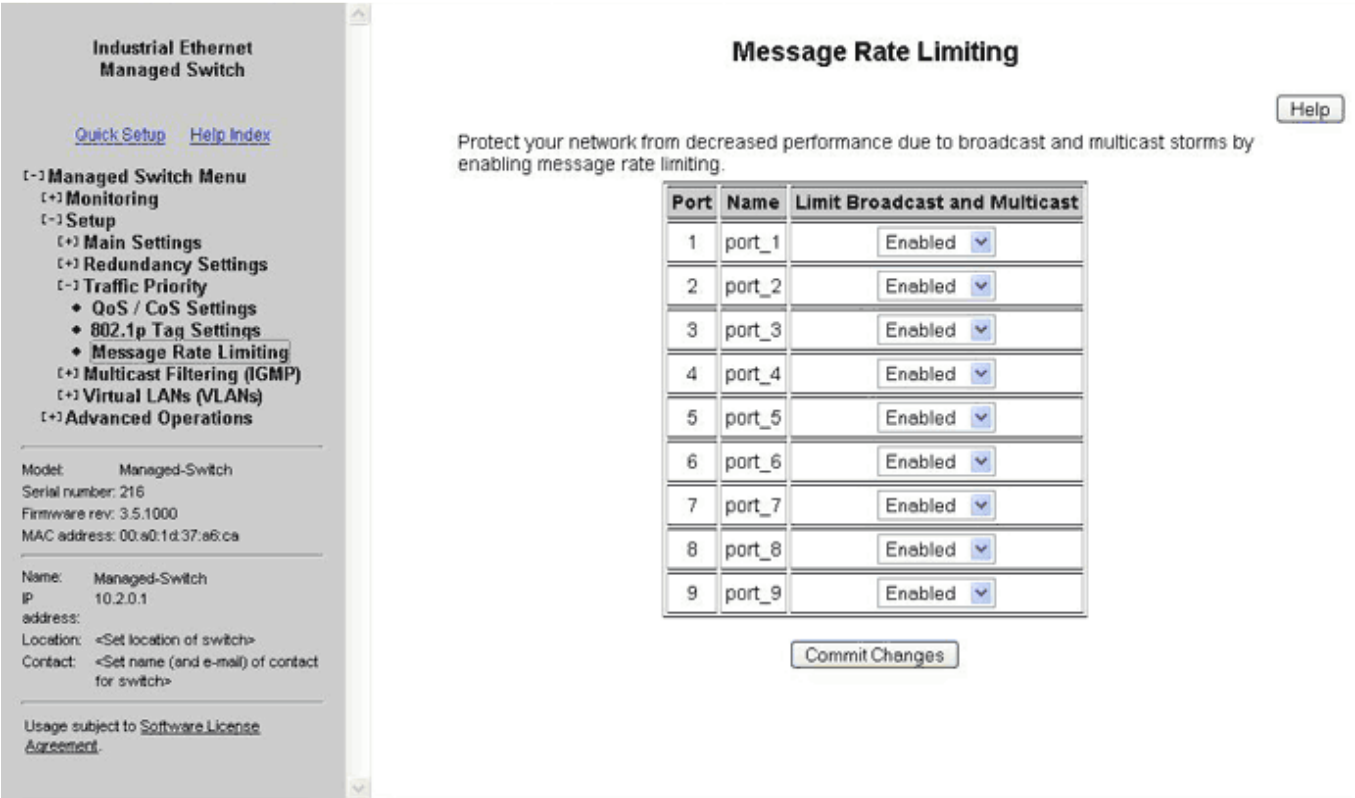 Industrial Ethernet
Managed Switch
Quick Setup Help Index
[-] Managed Switch Menu
[+] Monitoring
[-] Setup
[+] Main Settings
[+] Redundancy Settings
[-] Traffic Priority
◆ QoS / CoS Settings
◆ 802.1p Tag Settings
◆ Message Rate Limiting
[+] Multicast Filtering (IGMP)
[+] Virtual LANs (VLANs)
[+] Advanced Operations
Model: Managed-Switch
Serial number: 216
Firmware rev: 3.5.1000
MAC address: 00:a0:1d:37:a6:ca
Name: Managed-Switch
IP address: 10.2.0.1
Location: <Set location of switch>
Contact: <Set name (and e-mail) of contact
for switch>
Usage subject to Software License
Agreement.
Message Rate Limiting
Help
Protect your network from decreased performance due to broadcast and multicast storms by
enabling message rate limiting.
Port Name Limit Broadcast and Multicast
1 port_1 Enabled
2 port_2 Enabled
3 port_3 Enabled
4 port_4 Enabled
5 port_5 Enabled
6 port_6 Enabled
7 port_7 Enabled
8 port_8 Enabled
9 port_9 Enabled
Commit Changes